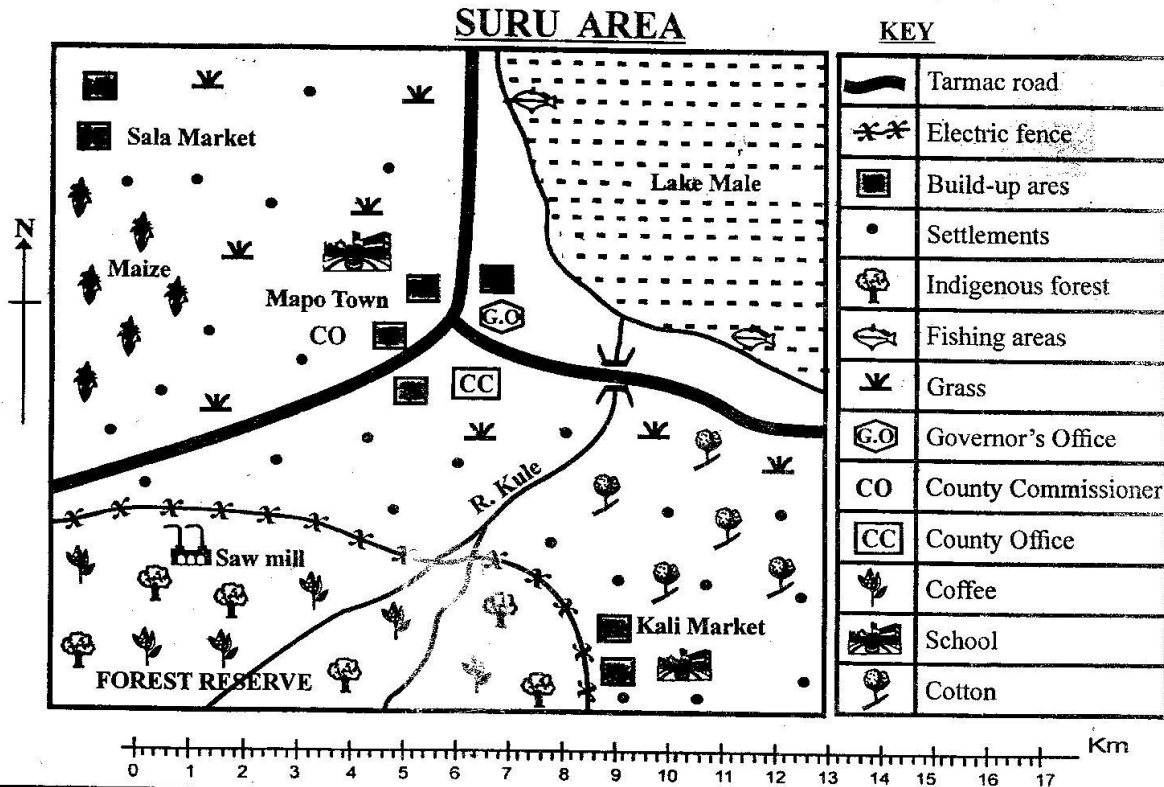 SURU AREA
KEY
Sala Market
Lake Male
N
Maize
Mapo Town
CO
G.O
CC
R. Kule
Saw mill
Kali Market
FOREST RESERVE
Tarmac road
Electric fence
Build-up ares
Settlements
Indigenous forest
Fishing areas
Grass
G.O Governor's Office
CO County Commissioner
CC County Office
Coffee
School
Cotton
Km
0 1 2 3 4 5 6 7 8 9 10 11 12 13 14 15 16 17